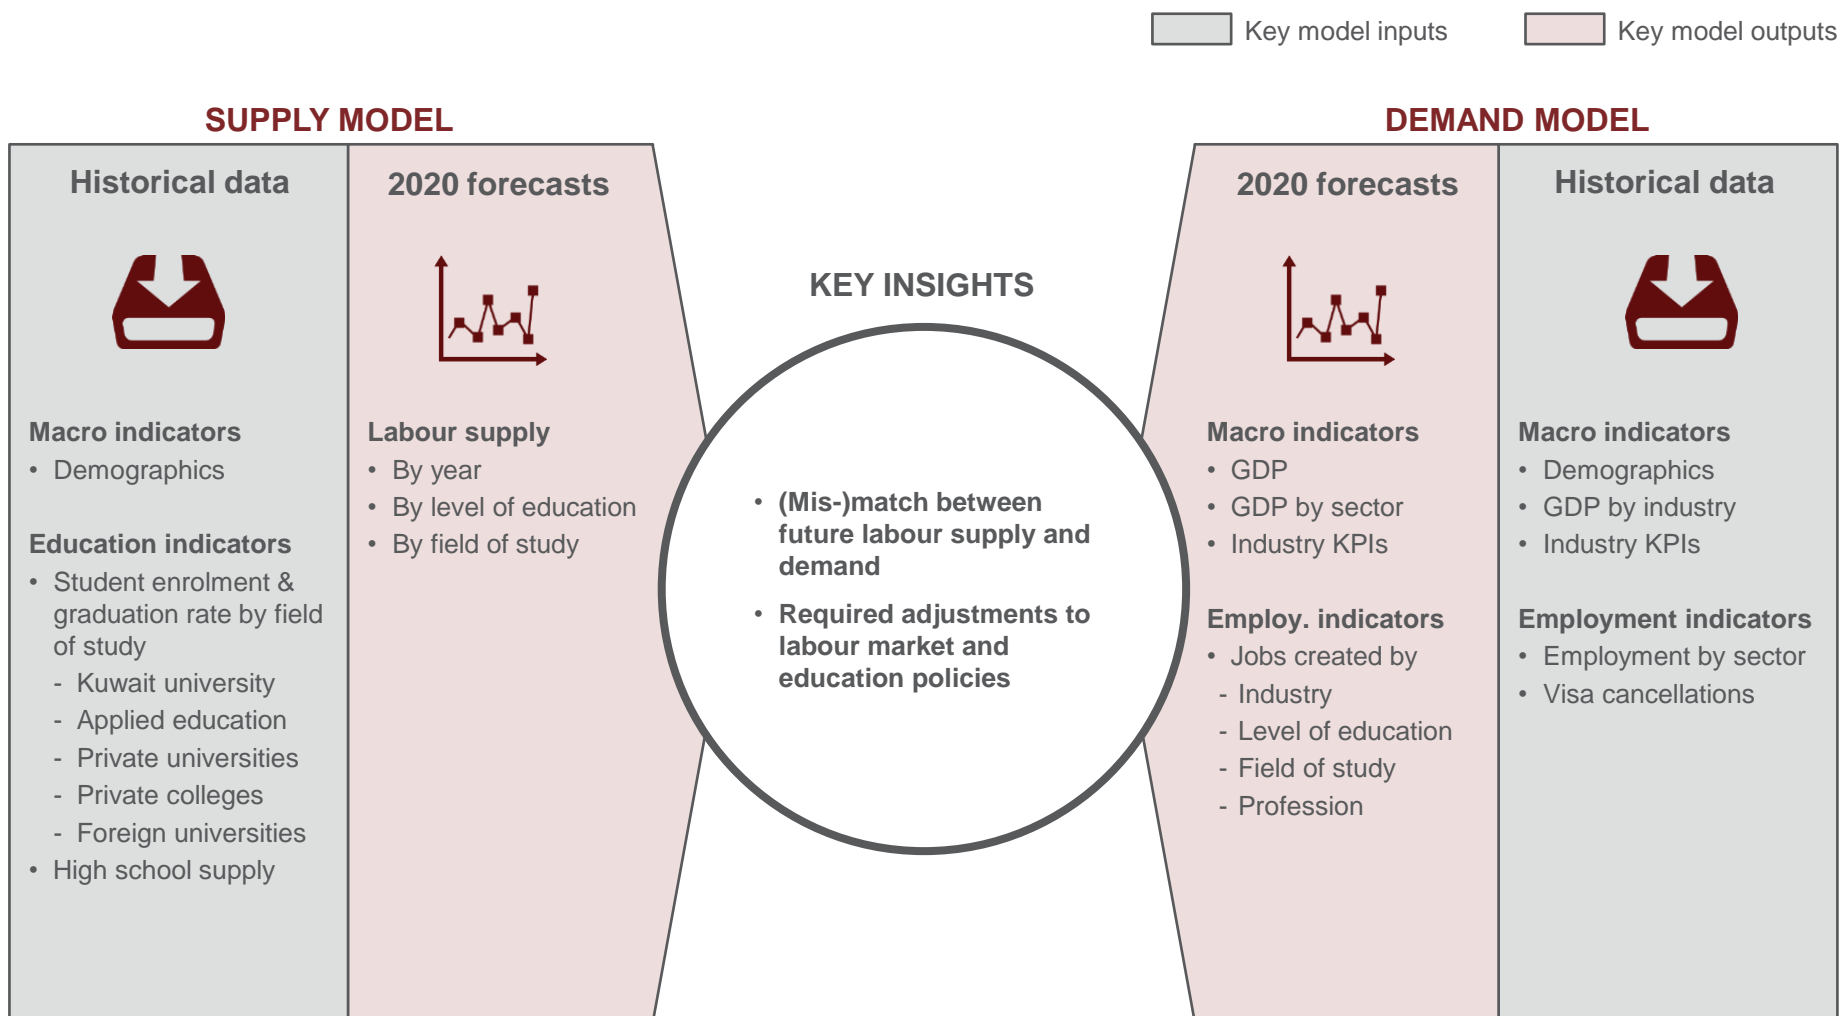 Key model inputs
Key model outputs
SUPPLY MODEL
Historical data
Macro indicators
• Demographics
Education indicators
• Student enrolment &
graduation rate by field
of study
- Kuwait university
- Applied education
- Private universities
- Private colleges
- Foreign universities
• High school supply
2020 forecasts
Labour supply
• By year
• By level of education
• By field of study
KEY INSIGHTS
• (Mis-)match between
future labour supply and
demand
• Required adjustments to
labour market and
education policies
DEMAND MODEL
2020 forecasts
Macro indicators
• GDP
• GDP by sector
• Industry KPIs
Employ. indicators
• Jobs created by
- Industry
- Level of education
- Field of study
- Profession
Historical data
Macro indicators
• Demographics
• GDP by industry
• Industry KPIs
Employment indicators
• Employment by sector
• Visa cancellations